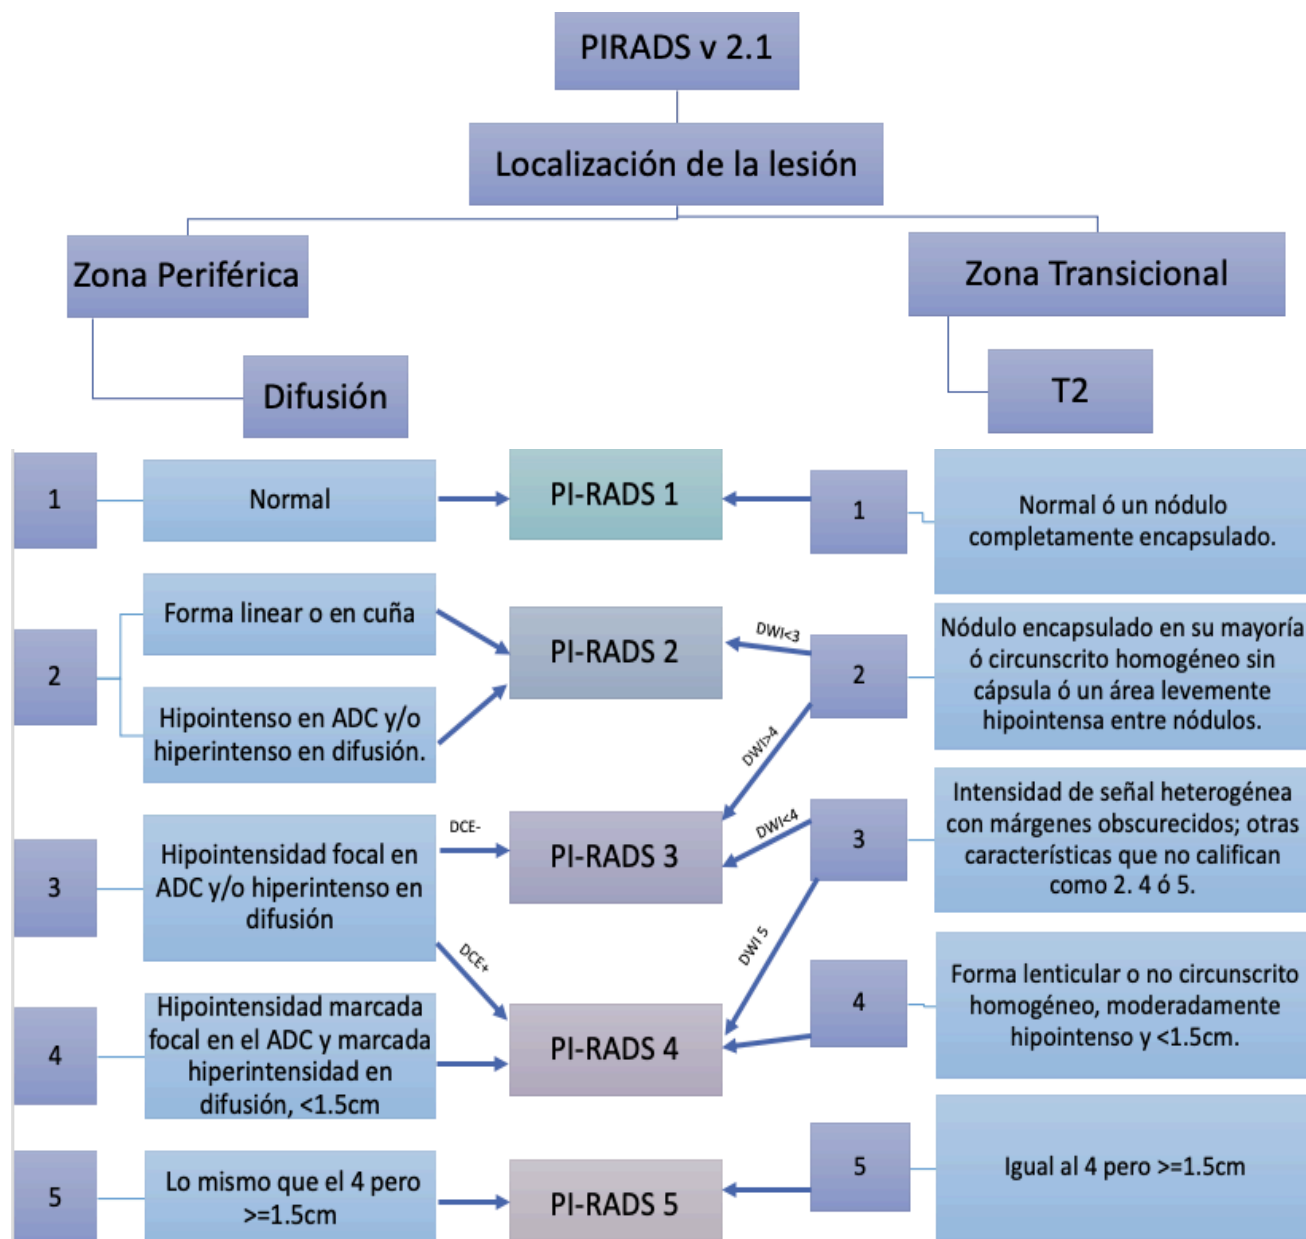 PIRADS v 2.1
Localización de la lesión
Zona Periférica
Zona Transicional
Difusión
T2
1
Normal
PI-RADS 1
1
Normal ó un nódulo
completamente encapsulado.
2
Forma linear o en cuña
Hipointenso en ADC y/o
hiperintenso en difusión.
PI-RADS 2
DWI<3
2
Nódulo encapsulado en su mayoría
ó circunscrito homogéneo sin
cápsula ó un área levemente
hipointensa entre nódulos.
DWI>4
3
Hipointensidad focal en
ADC y/o hiperintenso en
difusión
DCE-
DCE+
PI-RADS 3
DWI<4
3
Intensidad de señal heterogénea
con márgenes obscurecidos; otras
características que no califican
como 2. 4 ó 5.
DWI 5
4
Hipointensidad marcada
focal en el ADC y marcada
hiperintensidad en
difusión, <1.5cm
PI-RADS 4
4
Forma lenticular o no circunscrito
homogéneo, moderadamente
hipointenso y <1.5cm.
5
Lo mismo que el 4 pero
>=1.5cm
PI-RADS 5
5
Igual al 4 pero >=1.5cm